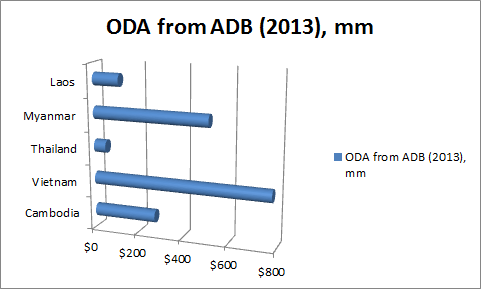 ODA from ADB (2013), mm
Laos
Myanmar
Thailand
Vietnam
Cambodia
$0
$200
$400
$600
$800
ODA from ADB (2013),
mm